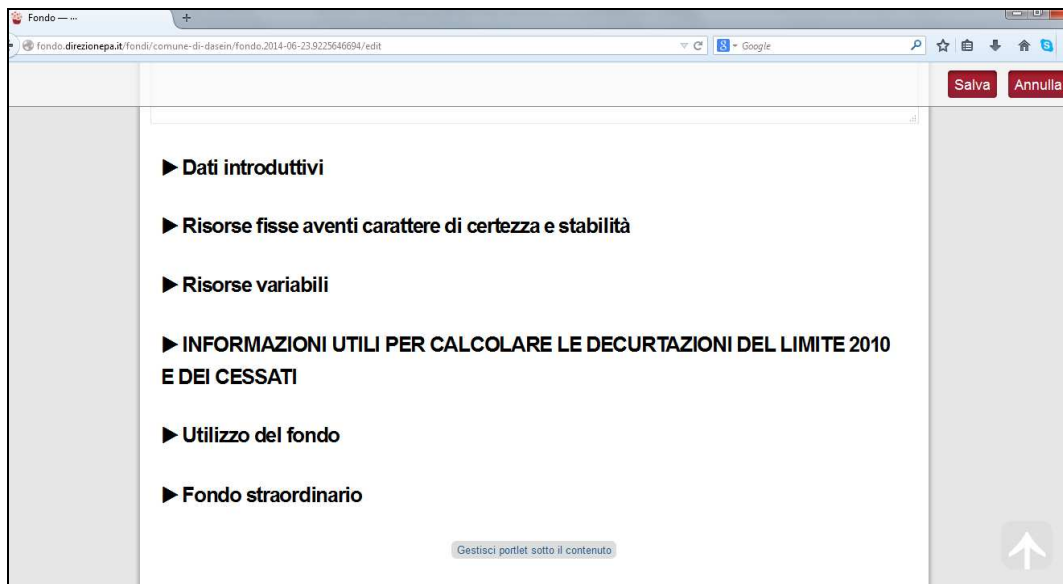 Fondo — ...
+
fondo.direzionepa.it/fondi/comune-di-dasein/fondo.2014-06-23.9225646694/edit
8 Google
Salva
Annulla
▶ Dati introduttivi
▶ Risorse fisse aventi carattere di certezza e stabilità
▶ Risorse variabili
▶ INFORMAZIONI UTILI PER CALCOLARE LE DECURTAZIONI DEL LIMITE 2010
E DEI CESSATI
▶ Utilizzo del fondo
▶ Fondo straordinario
Gestisci portlet sotto il contenuto